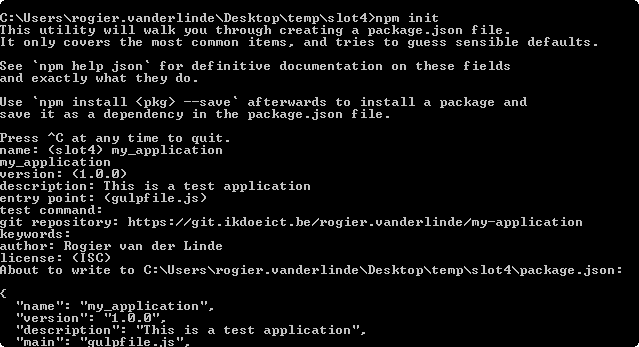 C:\Users\rogier.vanderlinde\Desktop\temp\slot4>npm init
This utility will walk you through creating a package.json file.
It only covers the most common items, and tries to guess sensible defaults.
See `npm help json` for definitive documentation on these fields
and exactly what they do.
Use `npm install <pkg> --save` afterwards to install a package and
save it as a dependency in the package.json file.
Press ^C at any time to quit.
name: (slot4) my_application
my_application
version: (1.0.0)
description: This is a test application
entry point: (gulpfile.js)
test command:
git repository: https://git.ikdoeict.be/rogier.vanderlinde/my-application
keywords:
author: Rogier van der Linde
license: (ISC)
About to write to C:\Users\rogier.vanderlinde\Desktop\temp\slot4\package.json:
{
  "name": "my_application",
  "version": "1.0.0",
  "description": "This is a test application",
  "main": "gulpfile.js",